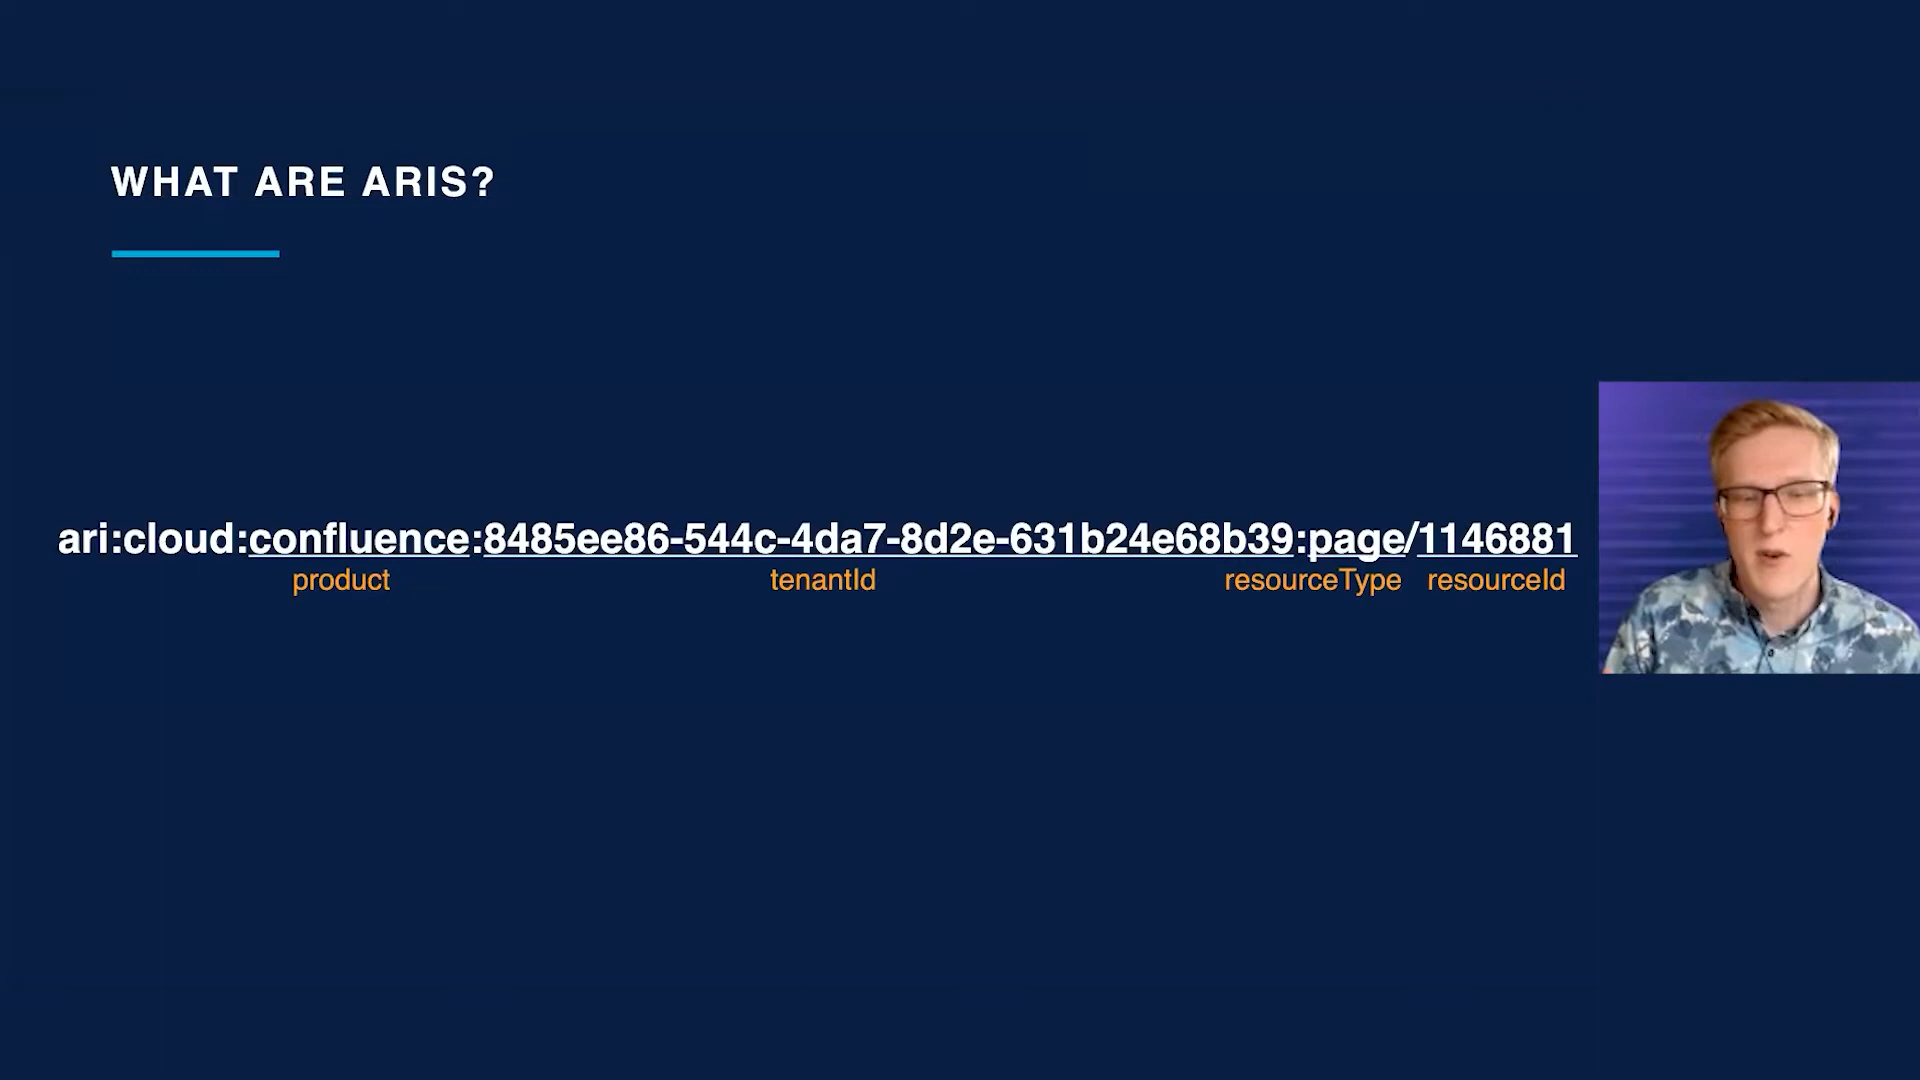 WHAT ARE ARIS?
ari:cloud:confluence:8485ee86-544c-4da7-8d2e-631b24e68b39:page/1146881
product tenantId resourceType resourceId